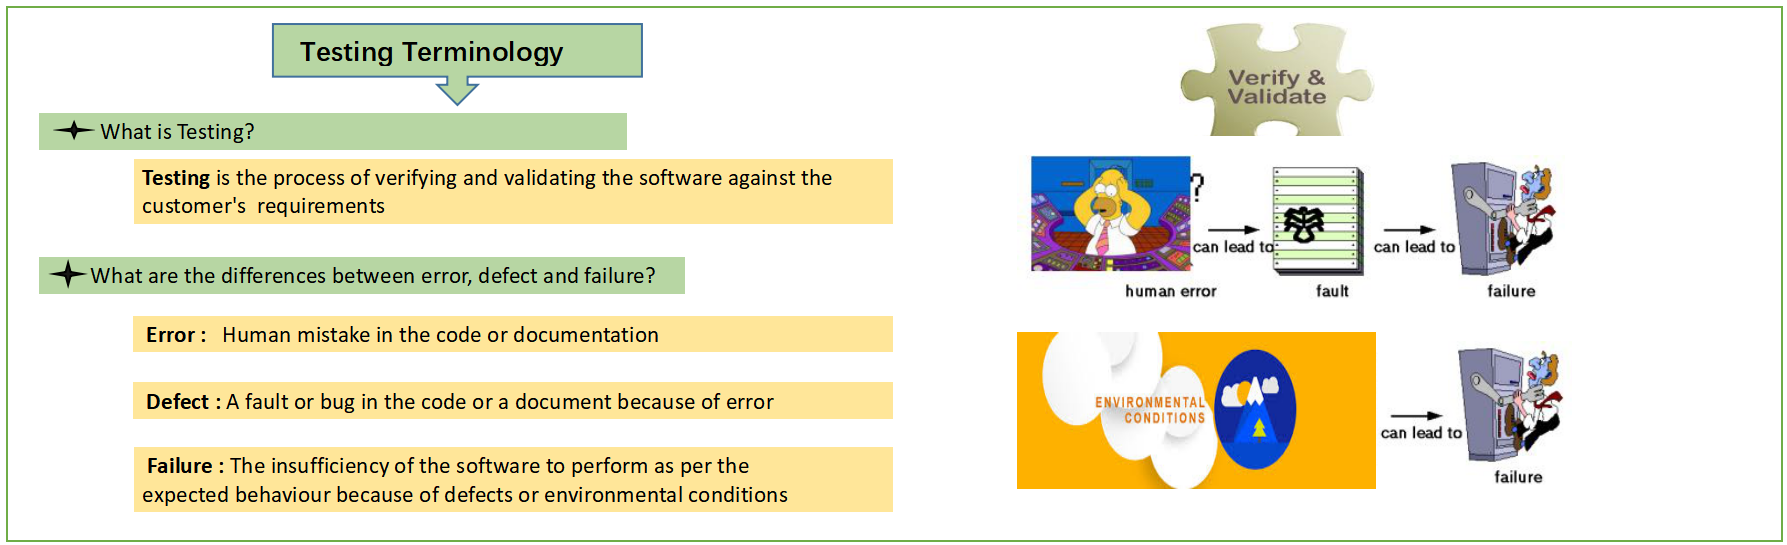 Testing Terminology
What is Testing?
Testing is the process of verifying and validating the software against the
customer's requirements
What are the differences between error, defect and failure?
Error : Human mistake in the code or documentation
Defect : A fault or bug in the code or a document because of error
Failure : The insufficiency of the software to perform as per the
expected behaviour because of defects or environmental conditions
Verify &
Validate
?
can lead to
can lead to
human error
fault
failure
ENVIRONMENTAL
CONDITIONS
can lead to
failure